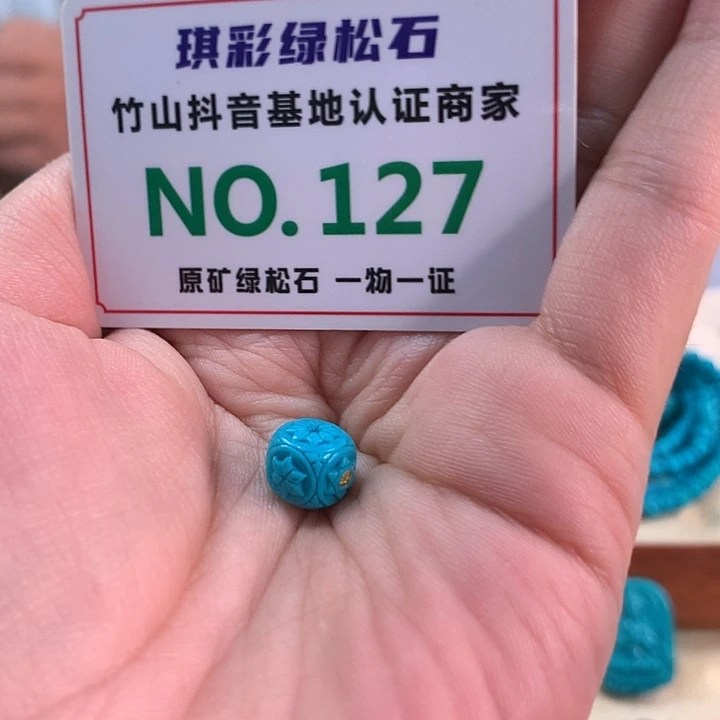 琪彩绿松石
竹山抖音基地认证商家
NO.127
原矿绿松石 一物一证